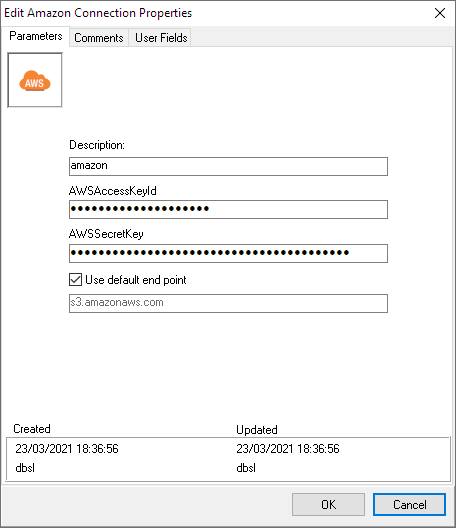 Edit Amazon Connection Properties
Parameters Comments User Fields
AWS
Description:
amazon
AWSAccessKeyId
••••••••••••••••••••
AWSSecretKey
••••••••••••••••••••••••••••••••••••••••
Use default end point
s3.amazonaws.com
Created Updated
23/03/2021 18:36:56 23/03/2021 18:36:56
dbsl dbsl
OK Cancel